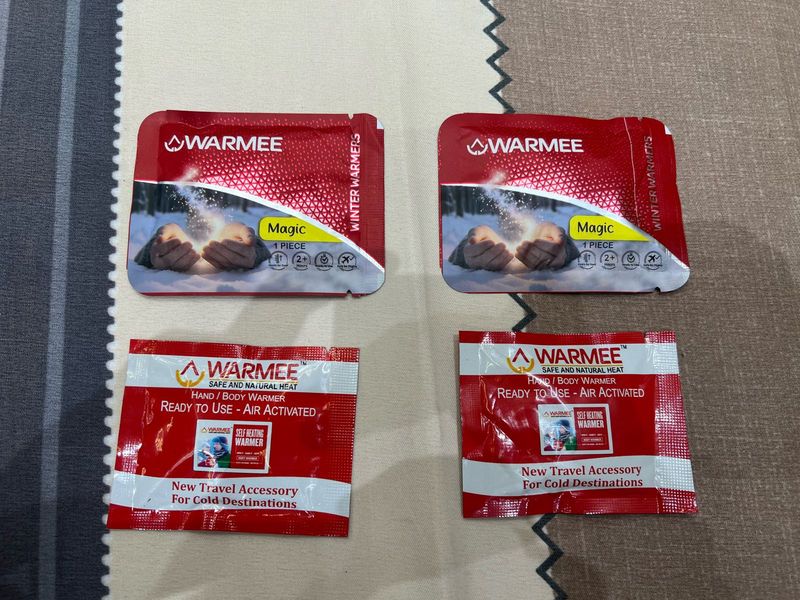 WARMEE
WINTER WARMERS
Magic
1 PIECE
2+
WARMEE
WINTER WARMERS
Magic
1 PIECE
2+
WARMEE™
SAFE AND NATURAL HEAT
HAND / BODY WARMER
READY TO USE - AIR ACTIVATED
WARMEE
SELF HEATING
WARMER
New Travel Accessory
For Cold Destinations
WARMEE™
SAFE AND NATURAL HEAT
HAND / BODY WARMER
READY TO USE - AIR ACTIVATED
WARMEE
SELF HEATING
WARMER
New Travel Accessory
For Cold Destinations